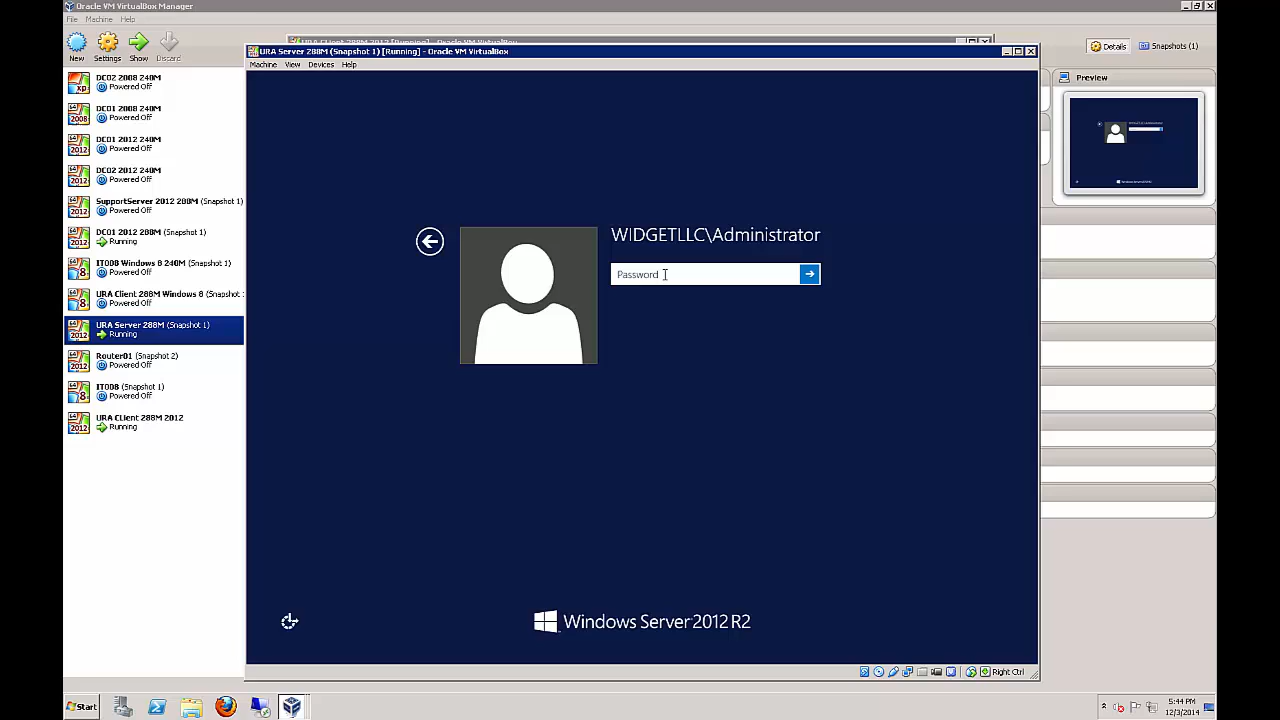 Oracle VM VirtualBox Manager
File Machine Help
New Settings Show Discard
Details Snapshots (1)
DC02 2008 240M
Powered Off
DC01 2008 240M
Powered Off
DC01 2012 240M
Powered Off
DC02 2012 240M
Powered Off
SupportServer 2012 288M (Snapshot 1)
Powered Off
DC01 2012 288M (Snapshot 1)
Running
IT008 Windows 8 240M (Snapshot 1)
Powered Off
URA Client 288M Windows 8 (Snapshot
Powered Off
URA Server 288M (Snapshot 1)
Running
Router01 (Snapshot 2)
Powered Off
IT008 (Snapshot 1)
Powered Off
URA CLient 288M 2012
Running
URA Server 288M (Snapshot 1) [Running] - Oracle VM VirtualBox
Machine View Devices Help
WIDGETLLC\Administrator
Password
Windows Server 2012 R2
Right Ctrl
Preview
Start
5:44 PM
12/3/2014